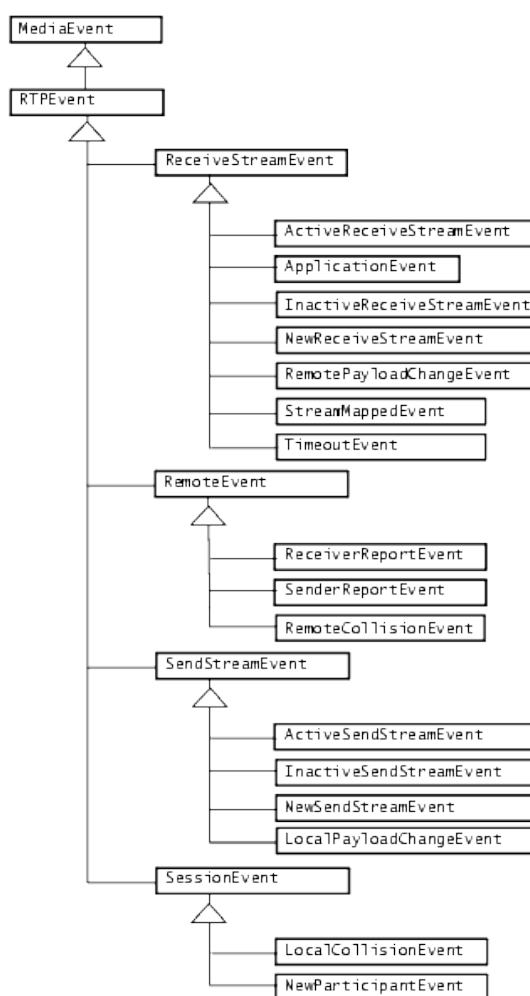 MediaEvent
RTPEvent
ReceiveStreamEvent
ActiveReceiveStreamEvent
ApplicationEvent
InactiveReceiveStreamEvent
NewReceiveStreamEvent
RemotePayloadChangeEvent
StreamMappedEvent
TimeoutEvent
RemoteEvent
ReceiverReportEvent
SenderReportEvent
RemoteCollisionEvent
SendStreamEvent
ActiveSendStreamEvent
InactiveSendStreamEvent
NewSendStreamEvent
LocalPayloadChangeEvent
SessionEvent
LocalCollisionEvent
NewParticipantEvent